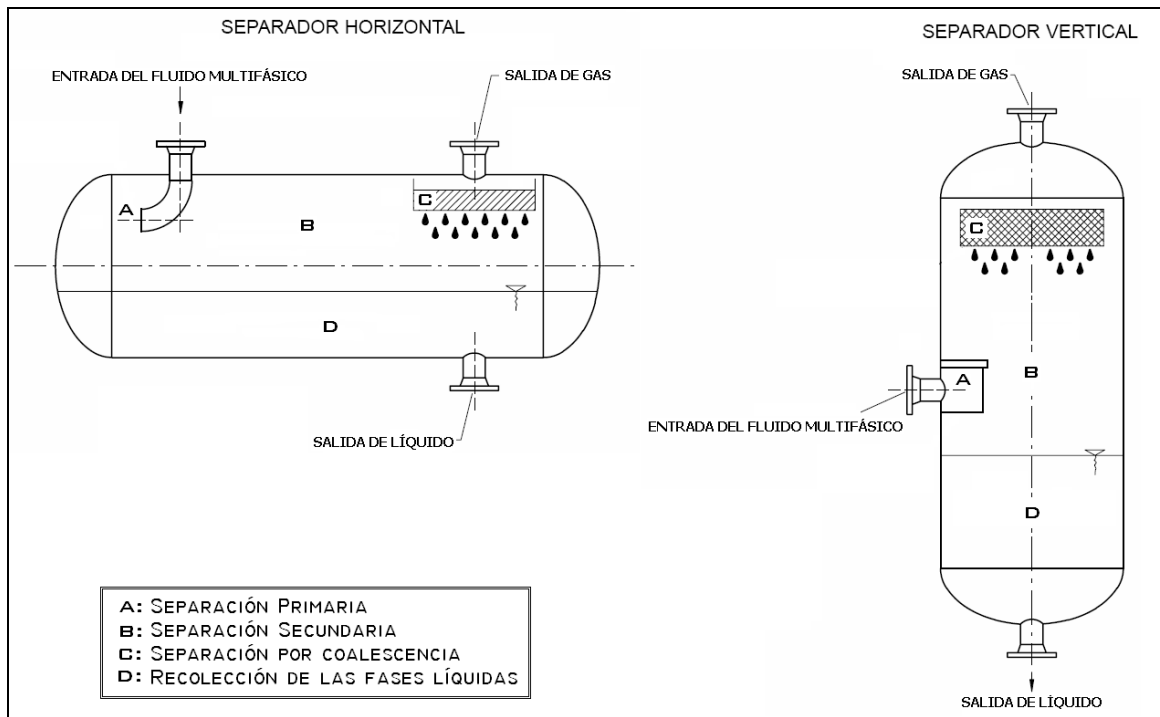 SEPARADOR HORIZONTAL
ENTRADA DEL FLUIDO MULTIFÁSICO
SALIDA DE GAS
A
B
C
D
SALIDA DE LÍQUIDO
SEPARADOR VERTICAL
SALIDA DE GAS
C
A
B
ENTRADA DEL FLUIDO MULTIFÁSICO
D
SALIDA DE LÍQUIDO
A: SEPARACIÓN PRIMARIA
B: SEPARACIÓN SECUNDARIA
C: SEPARACIÓN POR COALESCENCIA
D: RECOLECCIÓN DE LAS FASES LÍQUIDAS